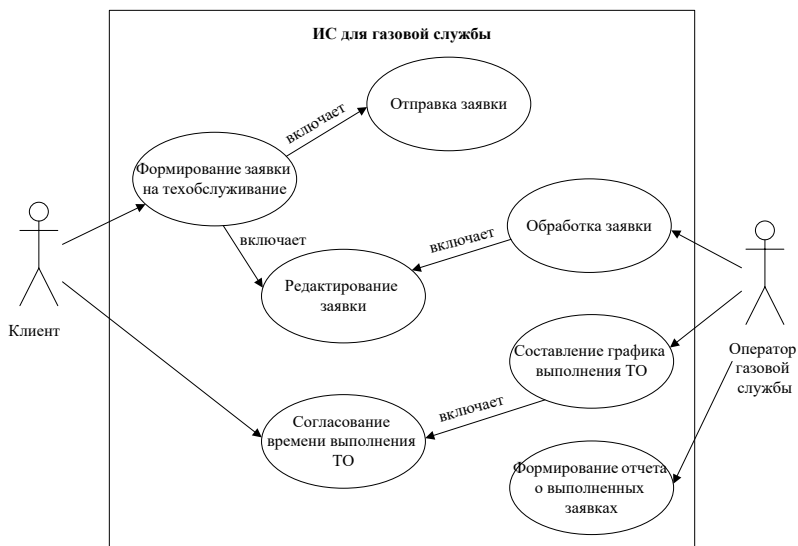 ИС для газовой службы
Отправка заявки
включает
Формирование заявки
на техобслуживание
Обработка заявки
включает
включает
Редактирование
заявки
Клиент
Составление графика
выполнения ТО
Оператор
газовой
службы
включает
Согласование
времени выполнения
ТО
Формирование отчета
о выполненных
заявках